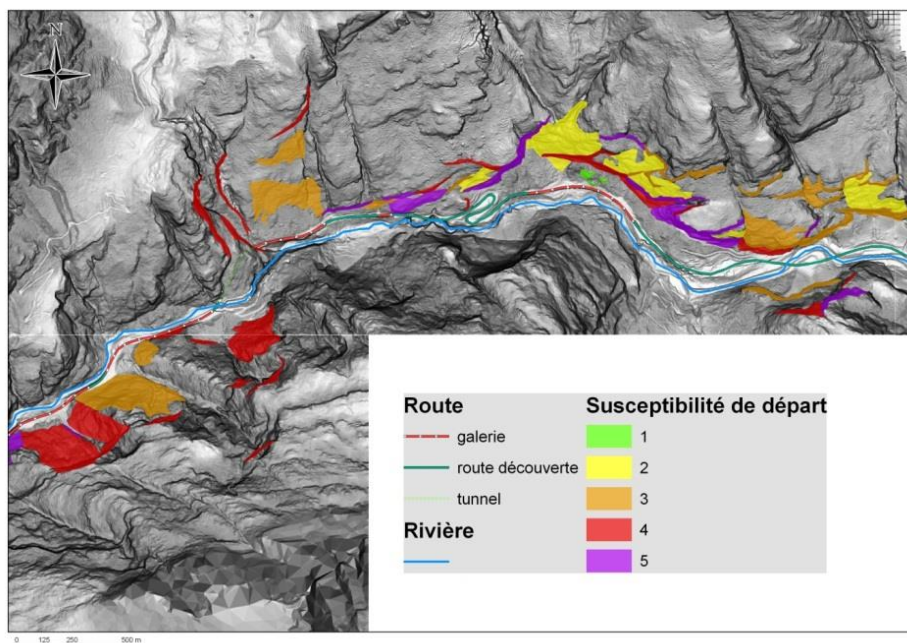 N
Route
galerie
route découverte
tunnel
Rivière
Susceptibilité de départ
1
2
3
4
5
0 125 250 500 m